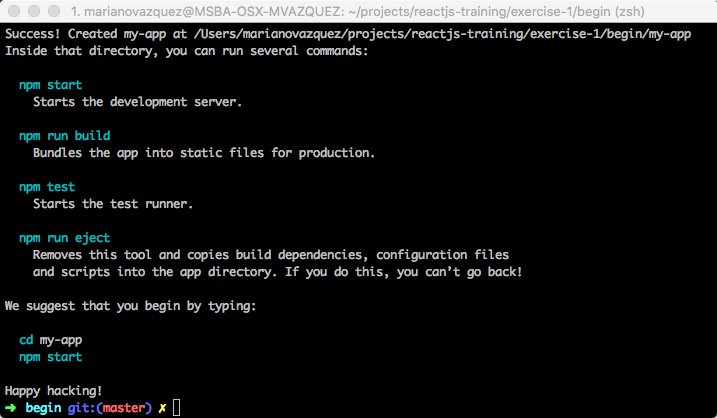 1. marianovazquez@MSBA-OSX-MVAZQUEZ: ~/projects/reactjs-training/exercise-1/begin (zsh)
Success! Created my-app at /Users/marianovazquez/projects/reactjs-training/exercise-1/begin/my-app
Inside that directory, you can run several commands:
npm start
Starts the development server.
npm run build
Bundles the app into static files for production.
npm test
Starts the test runner.
npm run eject
Removes this tool and copies build dependencies, configuration files
and scripts into the app directory. If you do this, you can’t go back!
We suggest that you begin by typing:
cd my-app
npm start
Happy hacking!
➜ begin git:(master) ✗